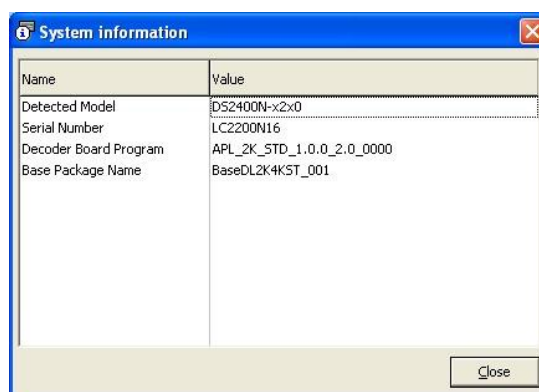 System information
Name Value
Detected Model DS2400N-x2x0
Serial Number LC2200N16
Decoder Board Program APL_2K_STD_1.0.0_2.0_0000
Base Package Name BaseDL2K4KST_001
Close